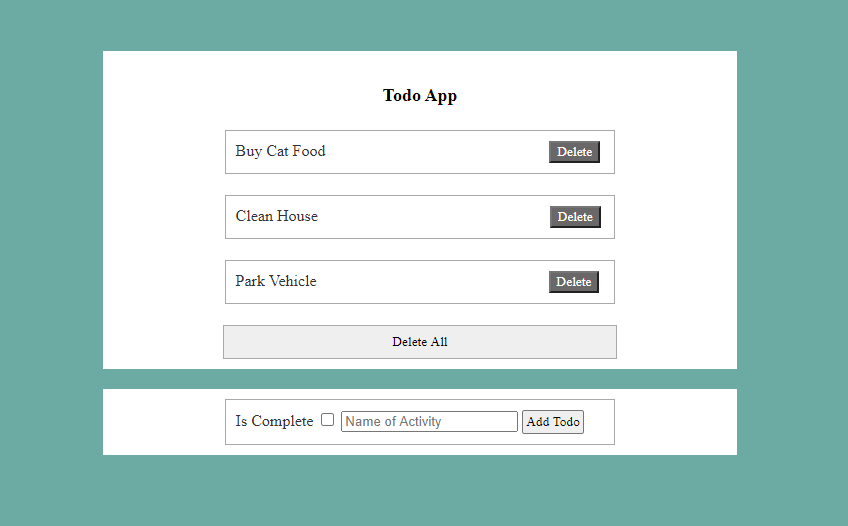 Todo App
Buy Cat Food Delete
Clean House Delete
Park Vehicle Delete
Delete All
Is Complete Name of Activity Add Todo